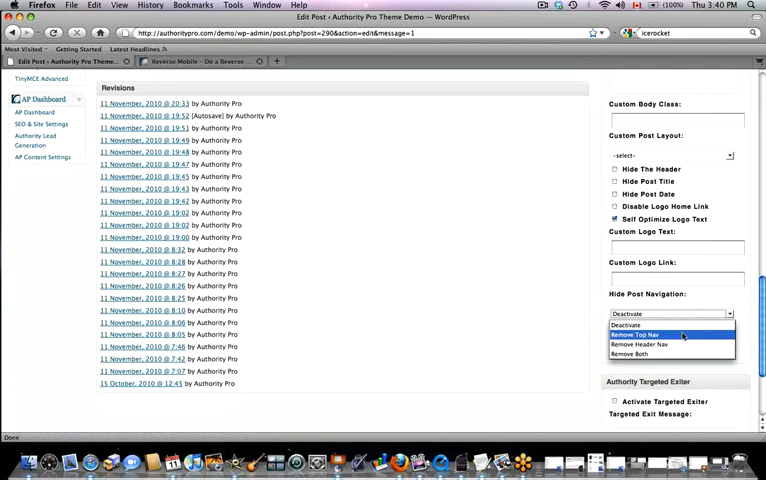 Firefox File Edit View History Bookmarks Tools Window Help (100%) Thu 3:40 PM
Edit Post ‹ Authority Pro Theme Demo — WordPress
http://authoritypro.com/demo/wp-admin/post.php?post=290&action=edit&message=1
icerocket
Most Visited Getting Started Latest Headlines
Edit Post ‹ Authority Pro Theme...
Reverse Mobile – Do a Reverse ...
TinyMCE Advanced
AP Dashboard
AP Dashboard
SEO & Site Settings
Authority Lead
Generation
AP Content Settings
Revisions
11 November, 2010 @ 20:33 by Authority Pro
11 November, 2010 @ 19:52 [Autosave] by Authority Pro
11 November, 2010 @ 19:51 by Authority Pro
11 November, 2010 @ 19:49 by Authority Pro
11 November, 2010 @ 19:48 by Authority Pro
11 November, 2010 @ 19:47 by Authority Pro
11 November, 2010 @ 19:45 by Authority Pro
11 November, 2010 @ 19:43 by Authority Pro
11 November, 2010 @ 19:42 by Authority Pro
11 November, 2010 @ 19:02 by Authority Pro
11 November, 2010 @ 19:02 by Authority Pro
11 November, 2010 @ 19:00 by Authority Pro
11 November, 2010 @ 8:32 by Authority Pro
11 November, 2010 @ 8:28 by Authority Pro
11 November, 2010 @ 8:27 by Authority Pro
11 November, 2010 @ 8:26 by Authority Pro
11 November, 2010 @ 8:25 by Authority Pro
11 November, 2010 @ 8:10 by Authority Pro
11 November, 2010 @ 8:06 by Authority Pro
11 November, 2010 @ 8:05 by Authority Pro
11 November, 2010 @ 7:46 by Authority Pro
11 November, 2010 @ 7:42 by Authority Pro
11 November, 2010 @ 7:07 by Authority Pro
15 October, 2010 @ 12:45 by Authority Pro
Custom Body Class:
Custom Post Layout:
–select–
Hide The Header
Hide Post Title
Hide Post Date
Disable Logo Home Link
Self Optimize Logo Text
Custom Logo Text:
Custom Logo Link:
Hide Post Navigation:
Deactivate
Deactivate
Remove Top Nav
Remove Header Nav
Remove Both
Authority Targeted Exiter
Activate Targeted Exiter
Targeted Exit Message:
Done